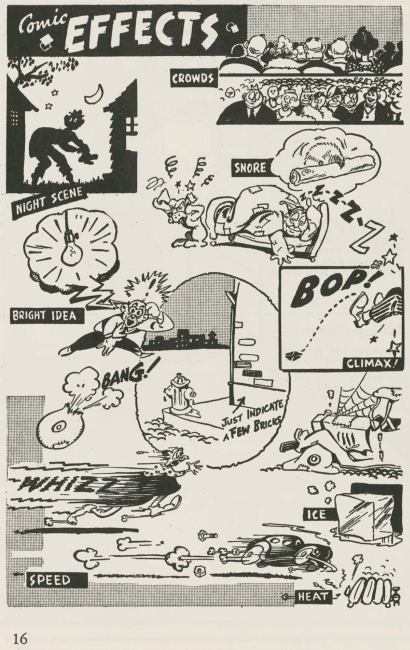 Comic
EFFECTS
CROWDS
NIGHT SCENE
SNORE
Z-Z-Z-Z-Z
BRIGHT IDEA
BOP!
CLIMAX!
BANG!
JUST INDICATE
A FEW BRICKS
WHIZZ
ICE
SPEED
HEAT
16